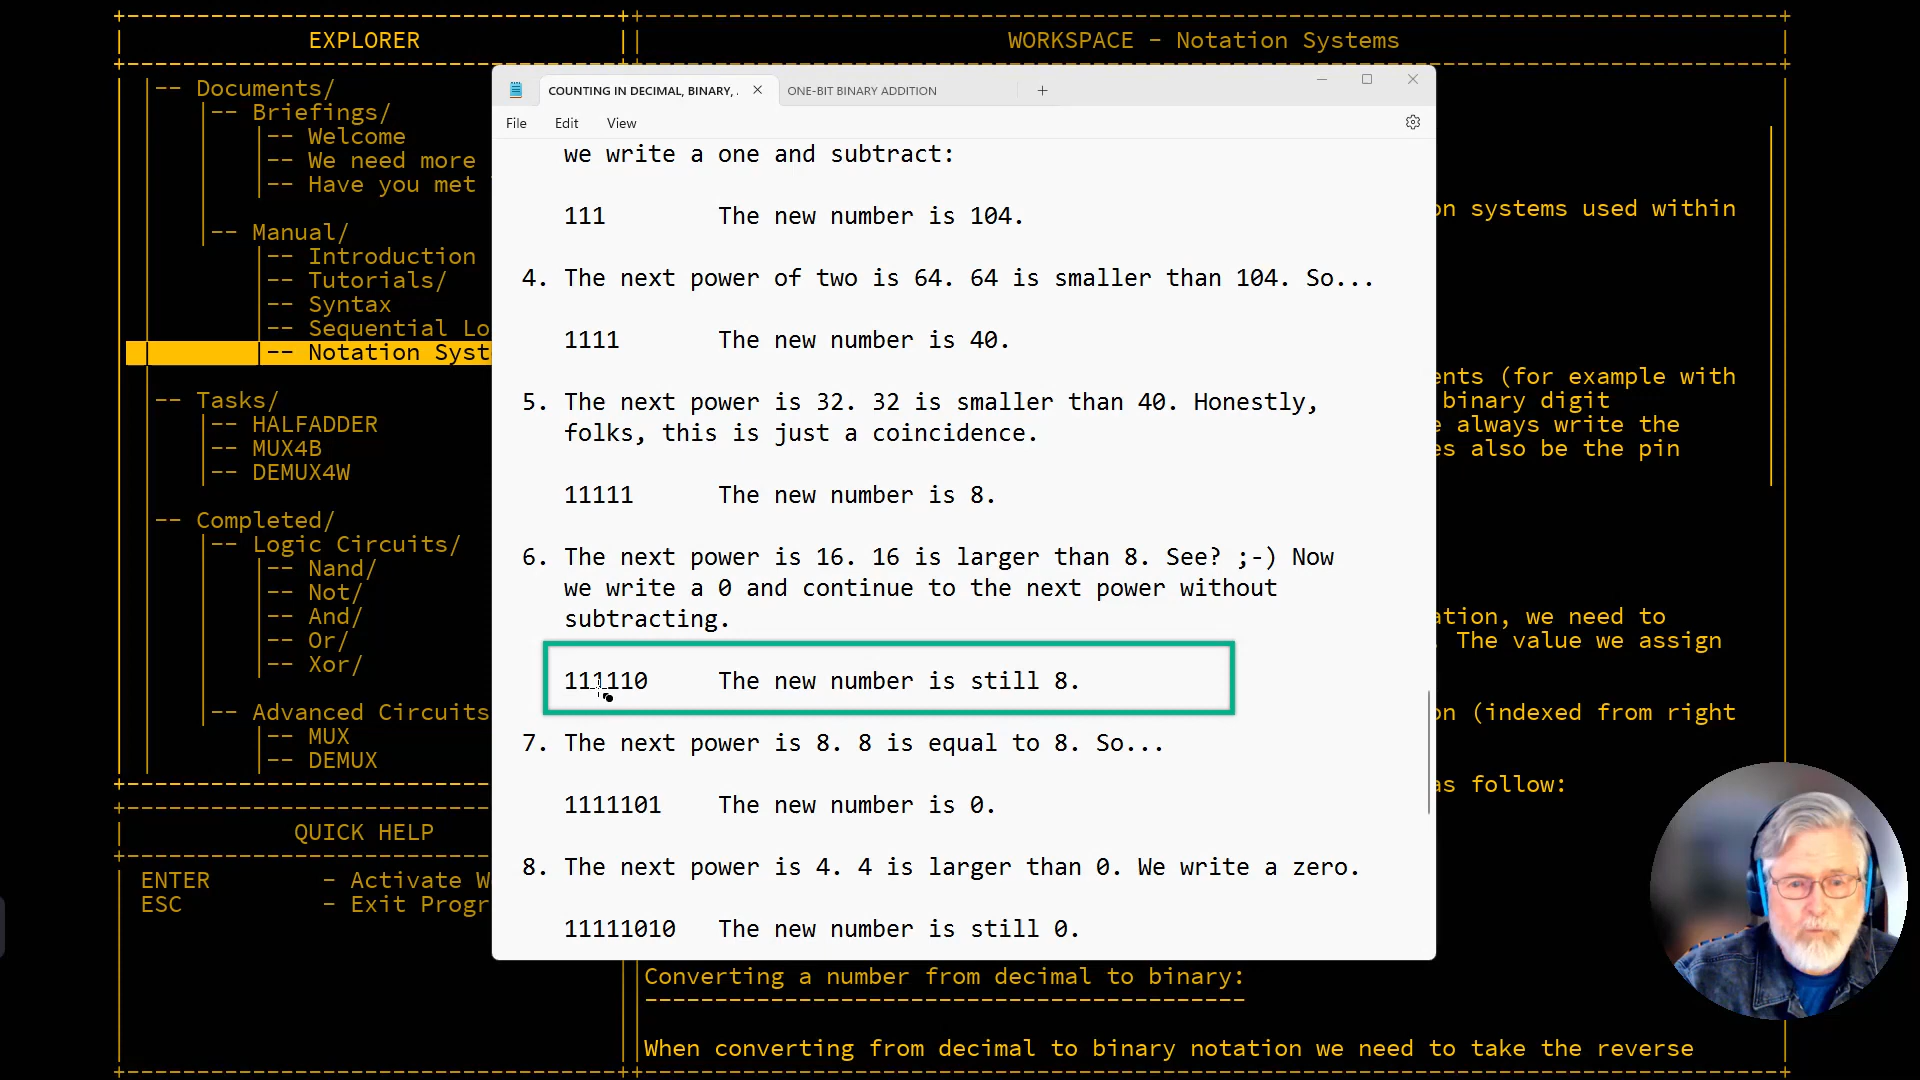 EXPLORER
WORKSPACE - Notation Systems
-- Documents/
|-- Briefings/
|-- Welcome
|-- We need more
|-- Have you met
|-- Manual/
|-- Introduction
|-- Tutorials/
|-- Syntax
|-- Sequential Lo
|-- Notation Syst
-- Tasks/
|-- HALFADDER
|-- MUX4B
|-- DEMUX4W
-- Completed/
|-- Logic Circuits/
|-- Nand/
|-- Not/
|-- And/
|-- Or/
|-- Xor/
|-- Advanced Circuits
|-- MUX
|-- DEMUX
QUICK HELP
ENTER - Activate W
ESC - Exit Progr
COUNTING IN DECIMAL, BINARY, .
ONE-BIT BINARY ADDITION
File Edit View
we write a one and subtract:
111 The new number is 104.
4. The next power of two is 64. 64 is smaller than 104. So...
1111 The new number is 40.
5. The next power is 32. 32 is smaller than 40. Honestly,
folks, this is just a coincidence.
11111 The new number is 8.
6. The next power is 16. 16 is larger than 8. See? ;-) Now
we write a 0 and continue to the next power without
subtracting.
111110 The new number is still 8.
7. The next power is 8. 8 is equal to 8. So...
1111101 The new number is 0.
8. The next power is 4. 4 is larger than 0. We write a zero.
11111010 The new number is still 0.
on systems used within
ents (for example with
binary digit
e always write the
es also be the pin
ation, we need to
. The value we assign
on (indexed from right
as follow:
Converting a number from decimal to binary:
When converting from decimal to binary notation we need to take the reverse